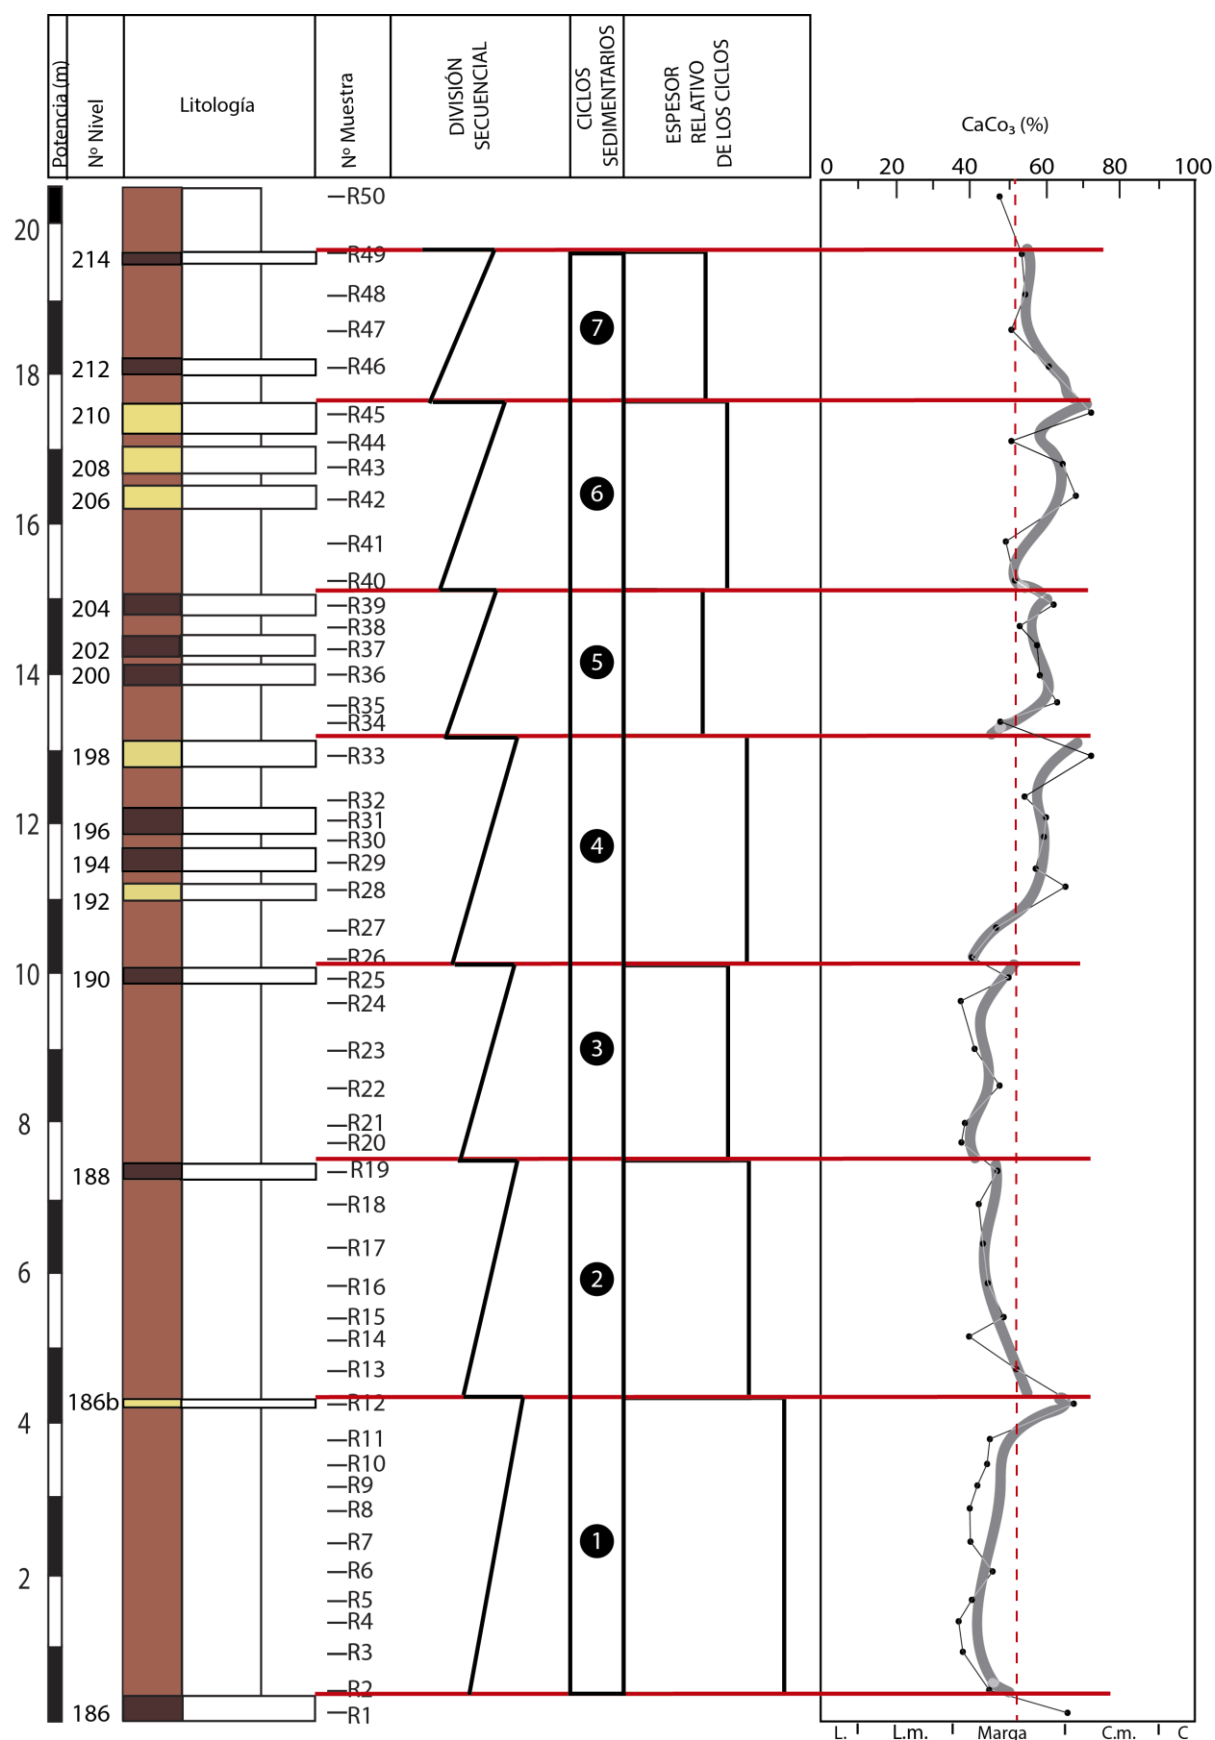 Potencia (m)
Nº Nivel
Litología
Nº Muestra
DIVISIÓN
SECUENCIAL
CICLOS
SEDIMENTARIOS
ESPESOR
RELATIVO
DE LOS CICLOS
CaCo₃ (%)
0 20 40 60 80 100
R50
20
R49
214
R48
7
R47
212
R46
18
210
R45
R44
208
R43
6
206
R42
16
R41
R40
204
R39
R38
202
R37
5
14
200
R36
R35
R34
198
R33
R32
12
196
R31
R30
4
194
R29
192
R28
R27
R26
10
190
R25
R24
3
R23
R22
8
R21
R20
188
R19
R18
R17
6
2
R16
R15
R14
R13
186b
R12
4
R11
R10
R9
R8
1
R7
2
R6
R5
R4
R3
R2
186
R1
L. L.m. Marga C.m. C